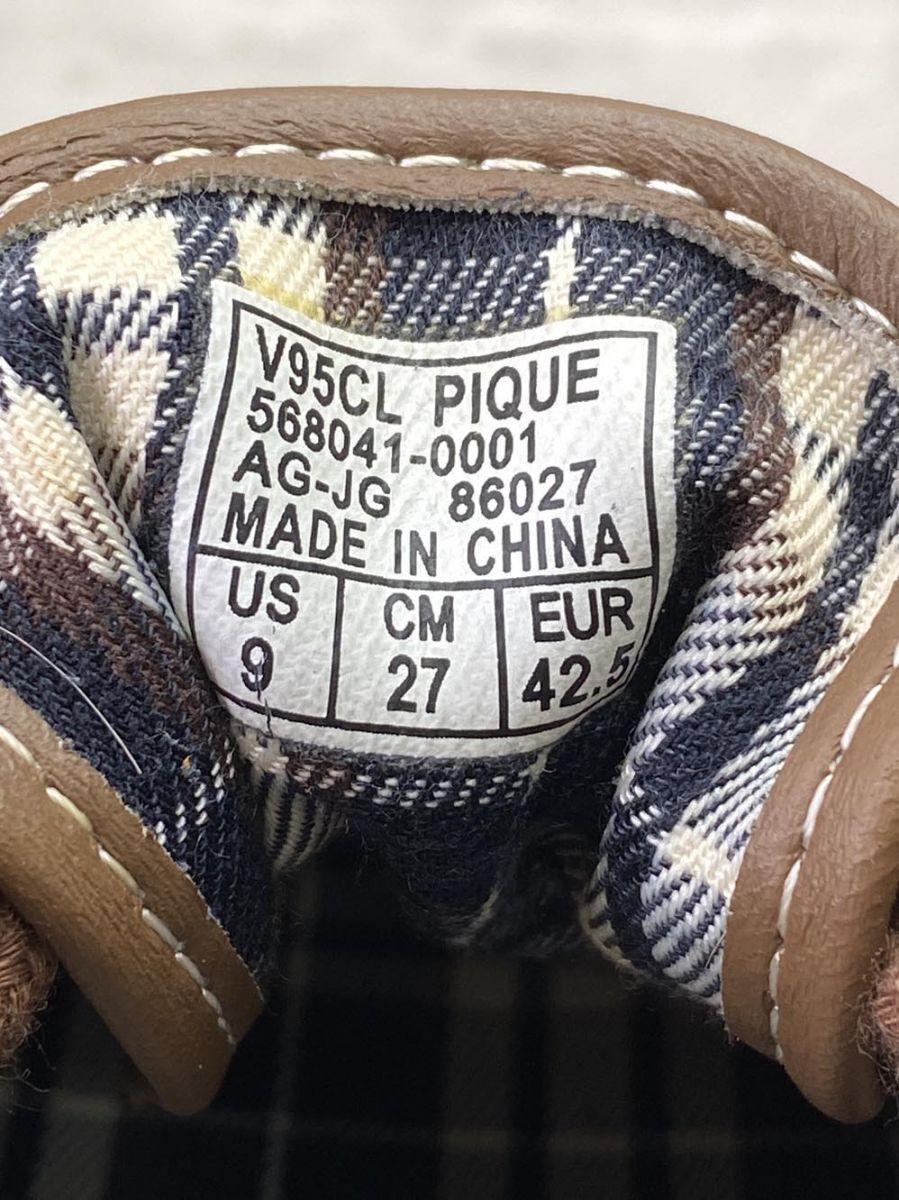 V95CL PIQUE
568041-0001
AG-JG 86027
MADE IN CHINA
US CM EUR
9 27 42.5